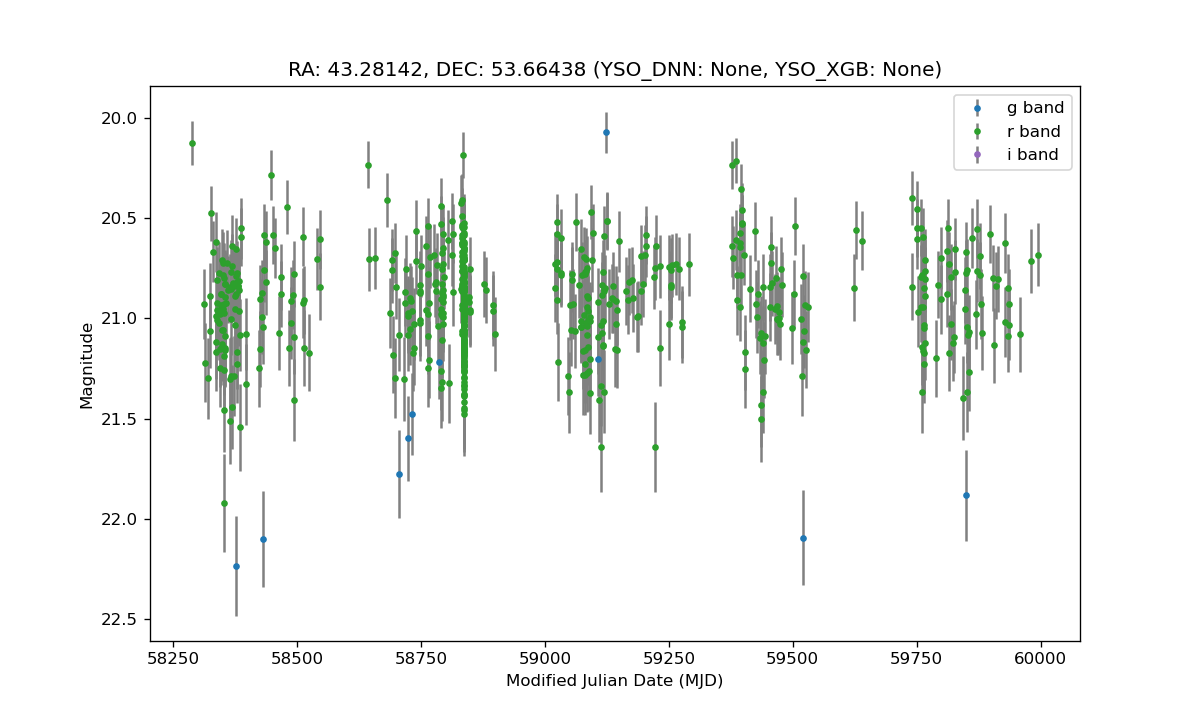 RA: 43.28142, DEC: 53.66438 (YSO_DNN: None, YSO_XGB: None)
g band
r band
i band
20.0
20.5
21.0
21.5
22.0
22.5
Magnitude
58250 58500 58750 59000 59250 59500 59750 60000
Modified Julian Date (MJD)